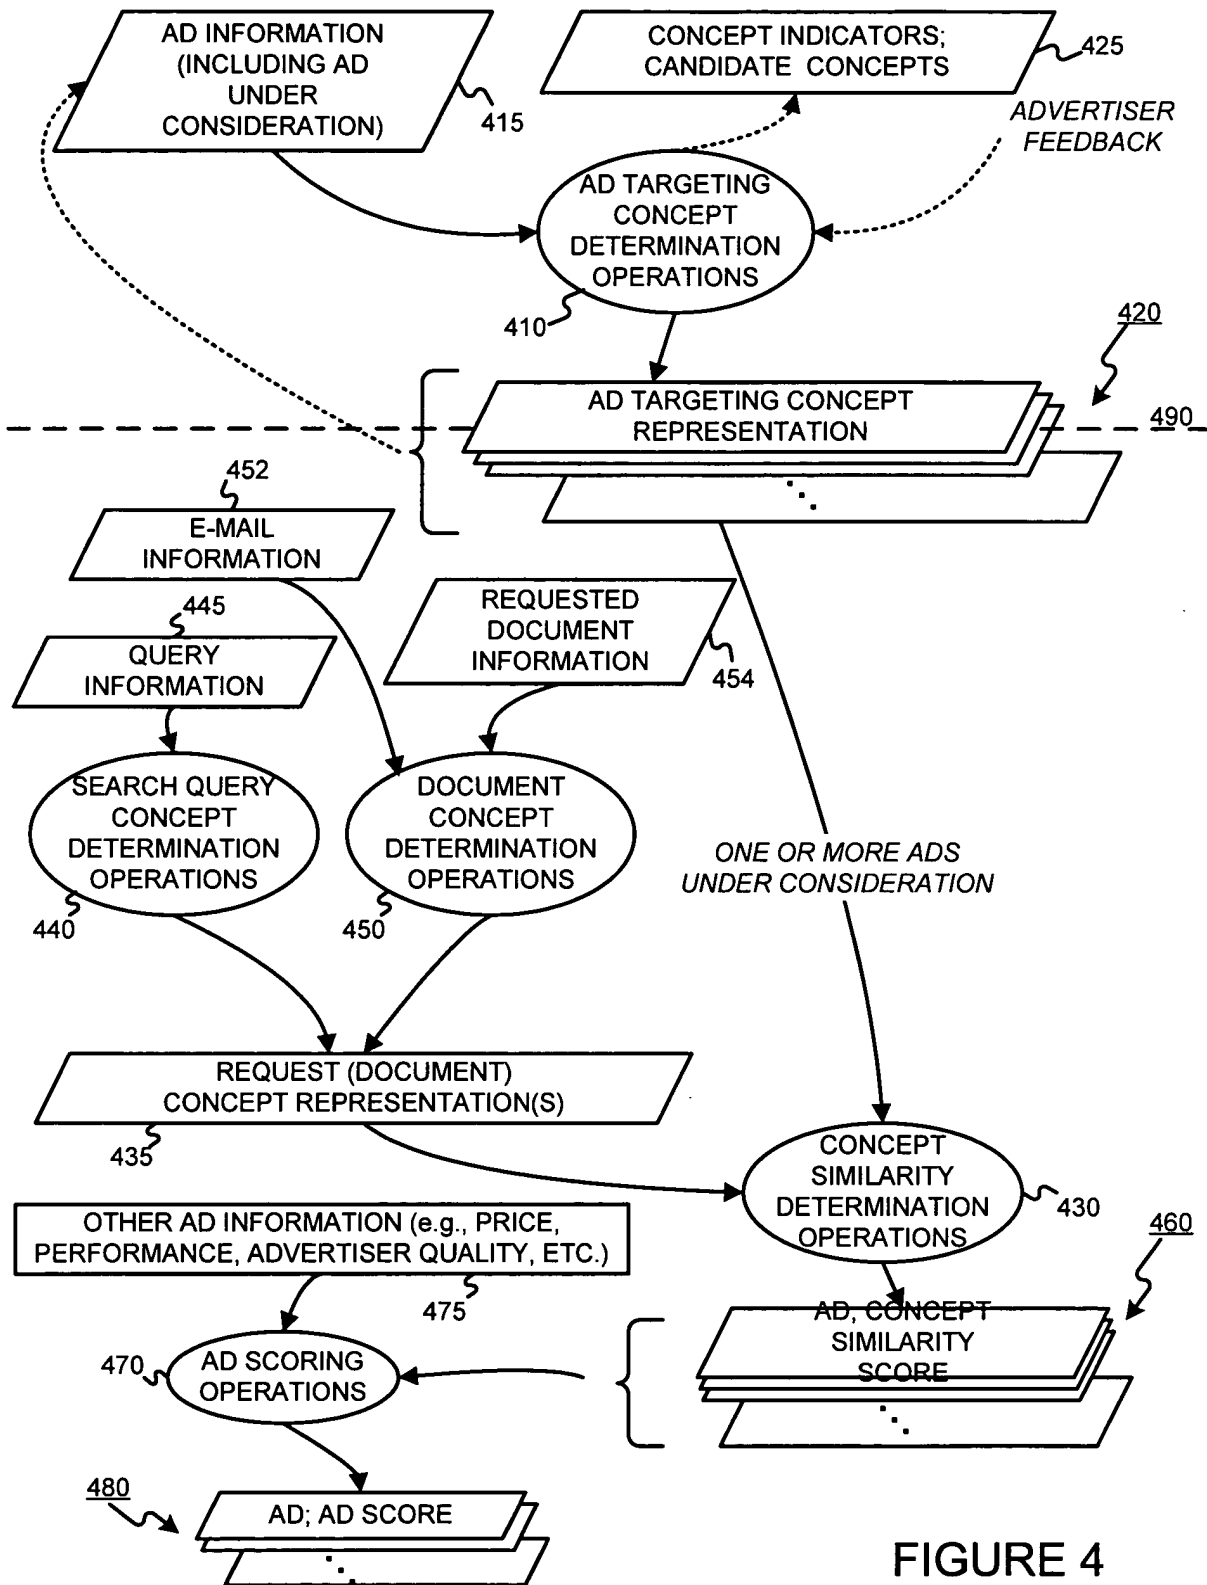 AD INFORMATION
(INCLUDING AD
UNDER
CONSIDERATION)
415
CONCEPT INDICATORS;
CANDIDATE CONCEPTS
425
ADVERTISER
FEEDBACK
AD TARGETING
CONCEPT
DETERMINATION
OPERATIONS
410
420
AD TARGETING CONCEPT
REPRESENTATION
490
452
E-MAIL
INFORMATION
445
QUERY
INFORMATION
REQUESTED
DOCUMENT
INFORMATION
454
SEARCH QUERY
CONCEPT
DETERMINATION
OPERATIONS
440
DOCUMENT
CONCEPT
DETERMINATION
OPERATIONS
450
ONE OR MORE ADS
UNDER CONSIDERATION
REQUEST (DOCUMENT)
CONCEPT REPRESENTATION(S)
435
CONCEPT
SIMILARITY
DETERMINATION
OPERATIONS
430
OTHER AD INFORMATION (e.g., PRICE,
PERFORMANCE, ADVERTISER QUALITY, ETC.)
475
460
AD, CONCEPT
SIMILARITY
SCORE
470
AD SCORING
OPERATIONS
480
AD; AD SCORE
FIGURE 4